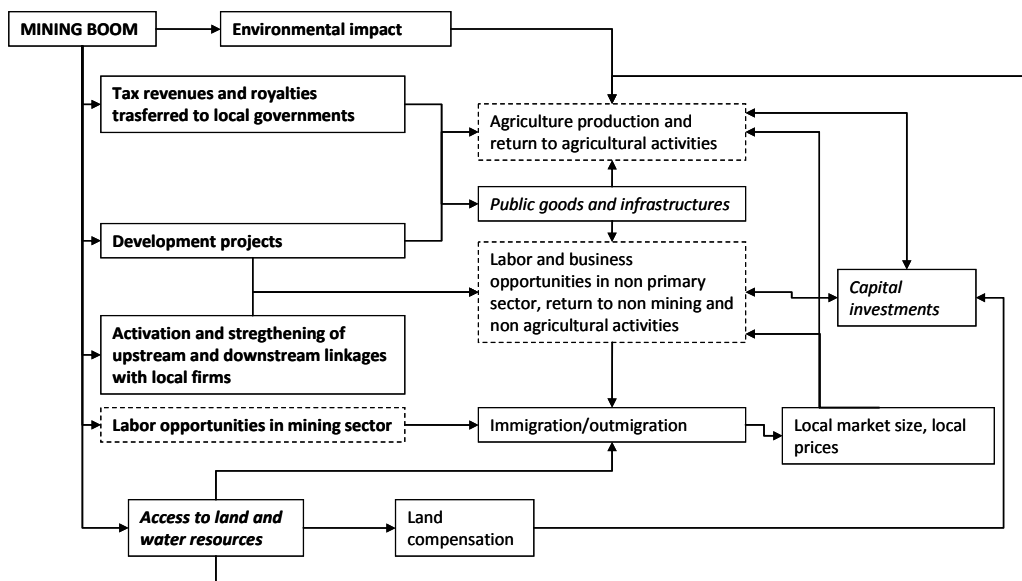 MINING BOOM
Environmental impact
Tax revenues and royalties
trasferred to local governments
Agriculture production and
return to agricultural activities
Public goods and infrastructures
Development projects
Labor and business
opportunities in non primary
sector, return to non mining and
non agricultural activities
Capital
investments
Activation and stregthening of
upstream and downstream linkages
with local firms
Labor opportunities in mining sector
Immigration/outmigration
Local market size, local
prices
Access to land and
water resources
Land
compensation